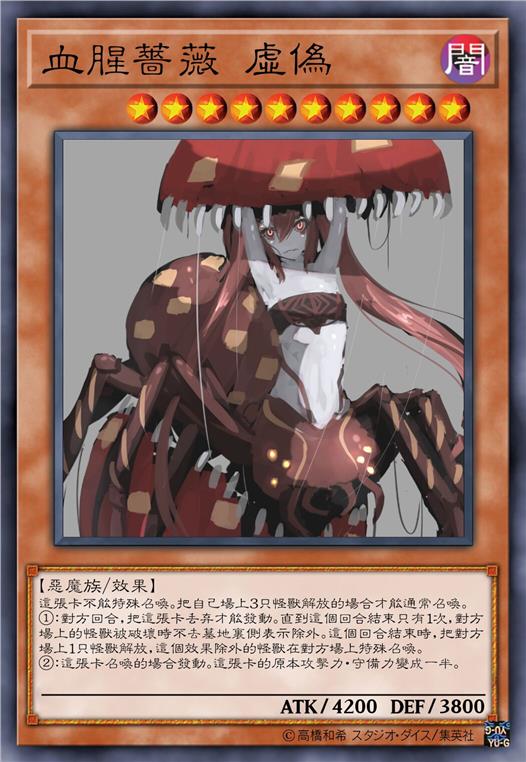 血腥薔薇 虛偽
闇
【惡魔族/效果】
這張卡不能特殊召喚。把自己場上3只怪獸解放的場合才能通常召喚。
①:對方回合,把這張卡丟弃才能發動。直到這個回合結束只有1次,對方
場上的怪獸被破壞時不去墓地裏側表示除外。這個回合結束時,把對方
場上1只怪獸解放,這個效果除外的怪獸在對方場上特殊召喚。
②:這張卡召喚的場合發動。這張卡的原本攻擊力·守備力變成一半。
ATK/4200 DEF/3800
©高橋和希 スタジオ・ダイス/集英社
YU-G